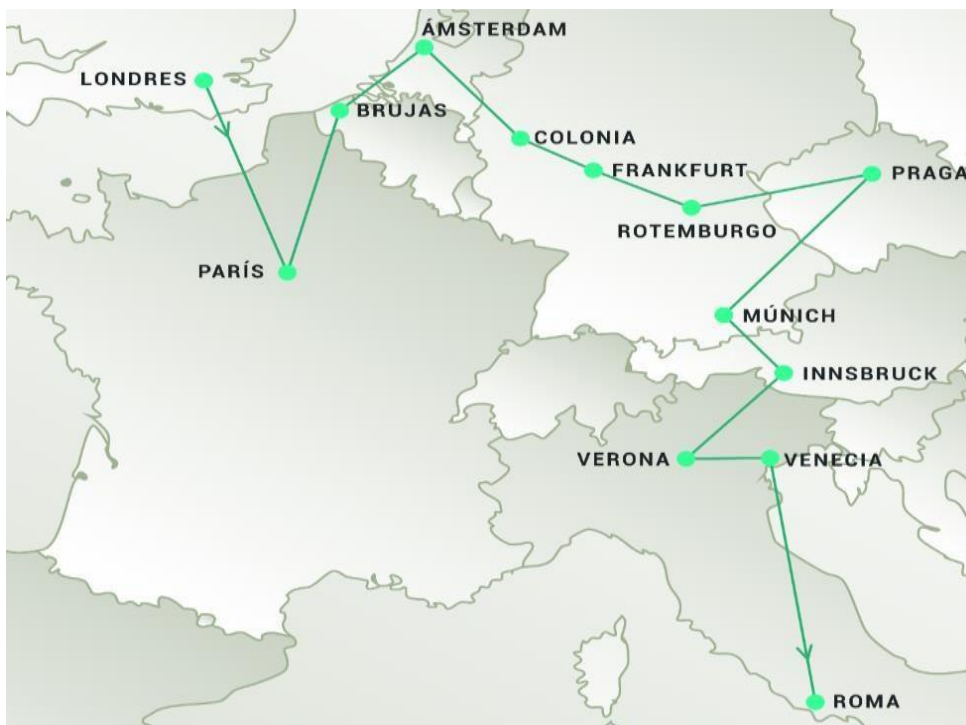 ÁMSTERDAM
LONDRES
BRUJAS
COLONIA
FRANKFURT
PRAGA
ROTEMBURGO
PARÍS
MÚNICH
INNSBRUCK
VERONA
VENECIA
ROMA